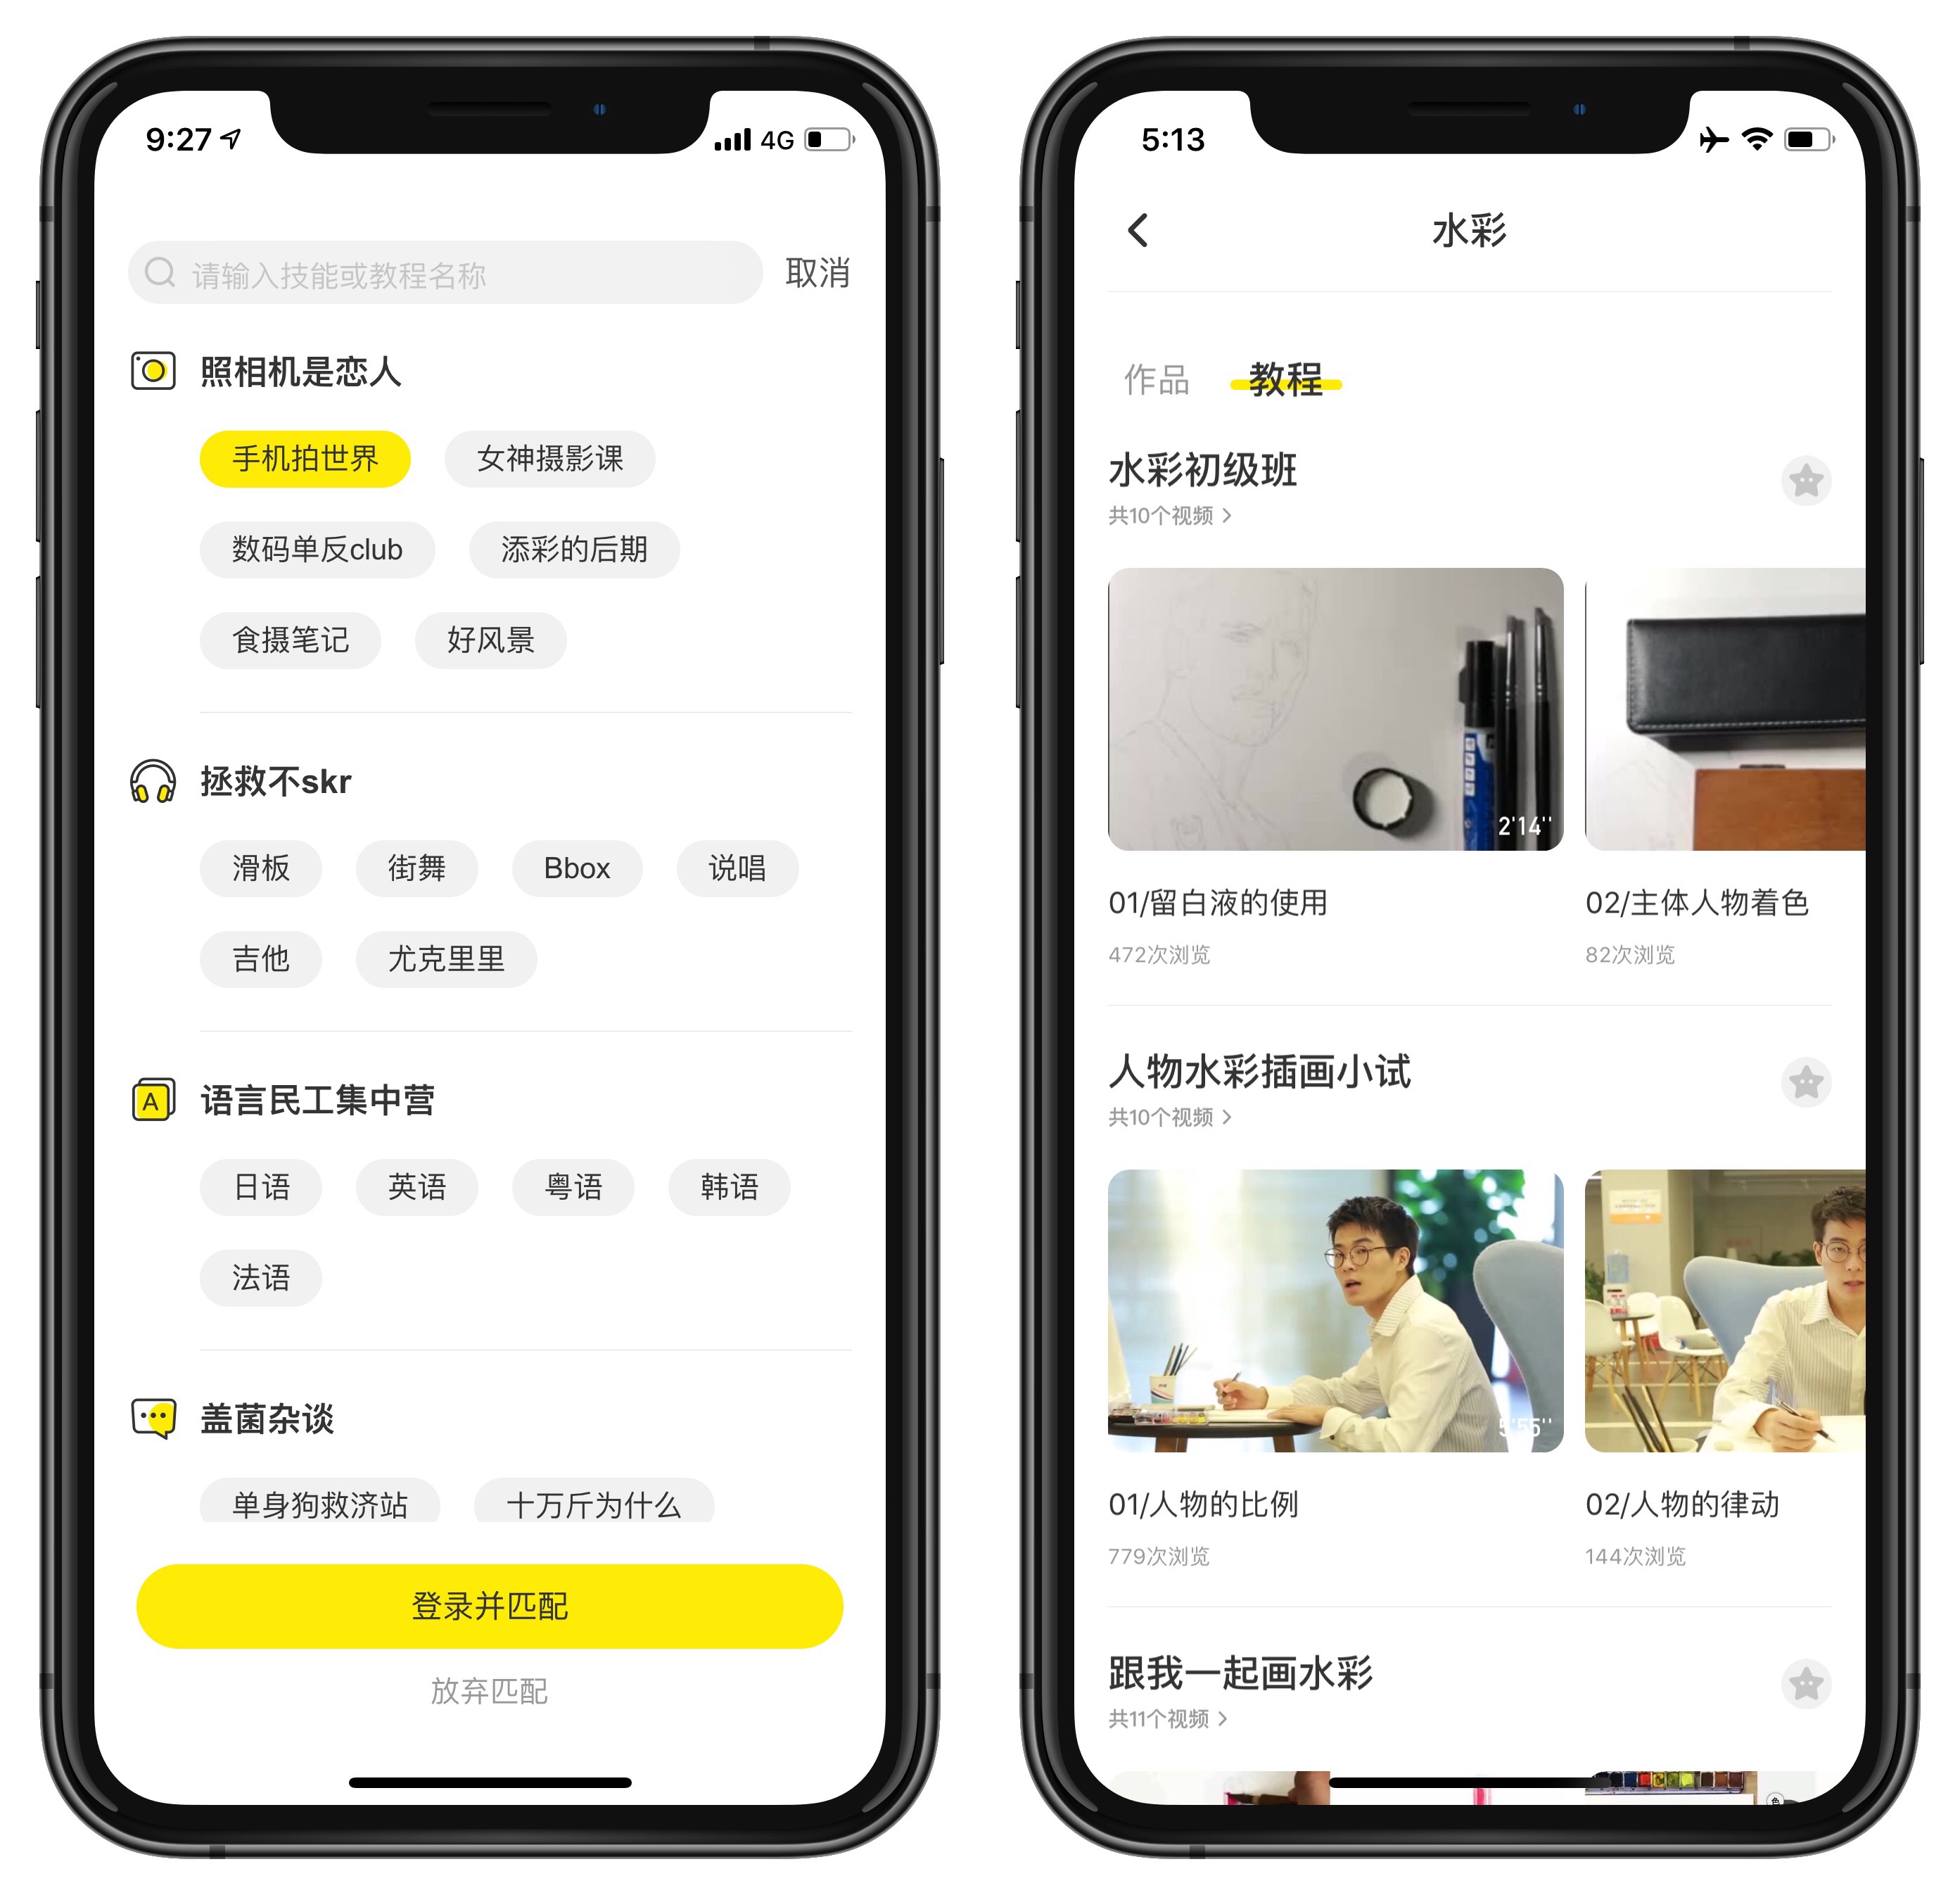 9:27
4G
请输入技能或教程名称
取消
照相机是恋人
手机拍世界
女神摄影课
数码单反club
添彩的后期
食摄笔记
好风景
拯救不skr
滑板
街舞
Bbox
说唱
吉他
尤克里里
A 语言民工集中营
日语
英语
粤语
韩语
法语
盖菌杂谈
单身狗救济站
十万斤为什么
登录并匹配
放弃匹配
5:13
水彩
作品
教程
水彩初级班
共10个视频
2'14''
01/留白液的使用
472次浏览
02/主体人物着色
82次浏览
人物水彩插画小试
共10个视频
5'55''
01/人物的比例
779次浏览
02/人物的律动
144次浏览
跟我一起画水彩
共11个视频
色